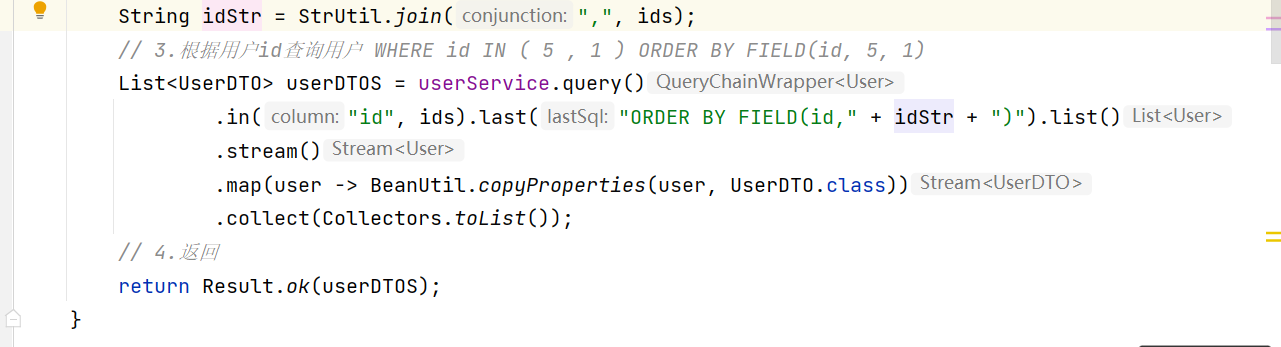 String idStr = StrUtil.join( conjunction: ",", ids);
// 3.根据用户id查询用户 WHERE id IN ( 5 , 1 ) ORDER BY FIELD(id, 5, 1)
List<UserDTO> userDTOS = userService.query() QueryChainWrapper<User>
.in( column: "id", ids).last( lastSql: "ORDER BY FIELD(id," + idStr + ")").list() List<User>
.stream() Stream<User>
.map(user -> BeanUtil.copyProperties(user, UserDTO.class)) Stream<UserDTO>
.collect(Collectors.toList());
// 4.返回
return Result.ok(userDTOS);
}